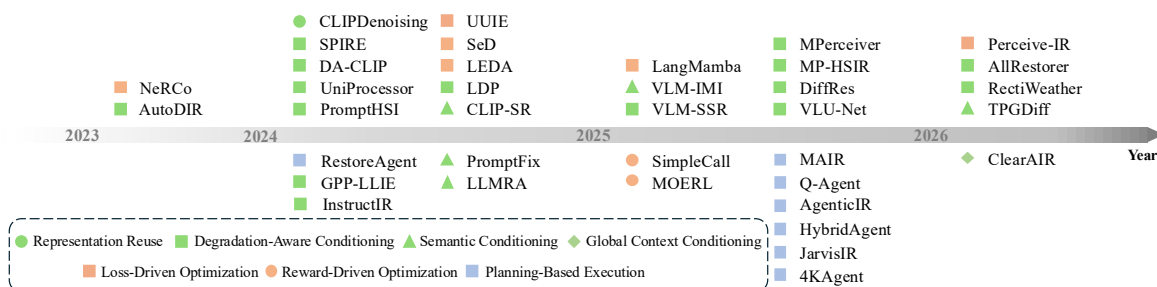 CLIPDenoising
SPIRE
DA-CLIP
UniProcessor
PromptHSI
UUIE
SeD
LEDA
LDP
CLIP-SR
NeRCo
AutoDIR
LangMamba
VLM-IMI
VLM-SSR
MPerceiver
MP-HSIR
DiffRes
VLU-Net
Perceive-IR
AllRestorer
RectiWeather
TPGDiff
2023
2024
2025
2026
Year
RestoreAgent
GPP-LLIE
InstructIR
PromptFix
LLMRA
SimpleCall
MOERL
MAIR
Q-Agent
AgenticIR
HybridAgent
JarvisIR
4KAgent
ClearAIR
Representation Reuse
Degradation-Aware Conditioning
Semantic Conditioning
Global Context Conditioning
Loss-Driven Optimization
Reward-Driven Optimization
Planning-Based Execution